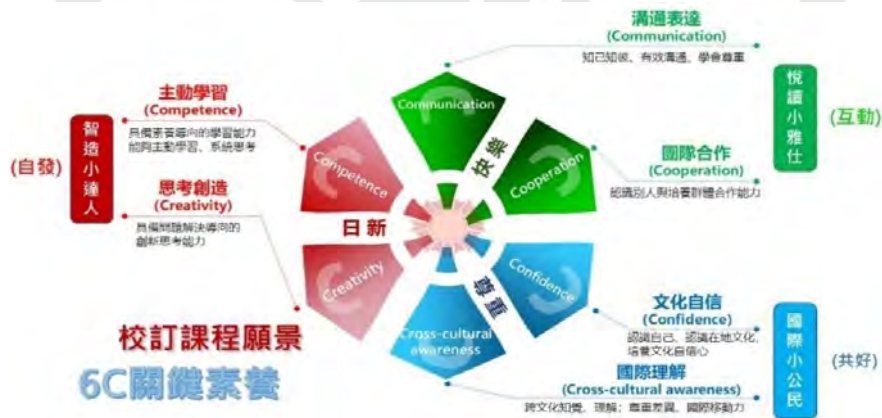 溝通表達
(Communication)
知己知彼、有效溝通、學會尊重
主動學習
(Competence)
具備素養導向的學習能力
能夠主動學習、系統思考
智造小達人
(自發)
思考創造
(Creativity)
具備問題解決導向的
創新思考能力
Communication
Competence
Cooperation
快樂
日新
尊重
Creativity
Confidence
Cross-cultural
awareness
悅讀小雅仕
(互動)
團隊合作
(Cooperation)
認識別人與培養群體合作能力
文化自信
(Confidence)
認識自己、認識在地文化,
培養文化自信心
國際小公民
(共好)
國際理解
(Cross-cultural awareness)
跨文化知覺、理解；尊重差異、國際移動力
校訂課程願景
6C關鍵素養